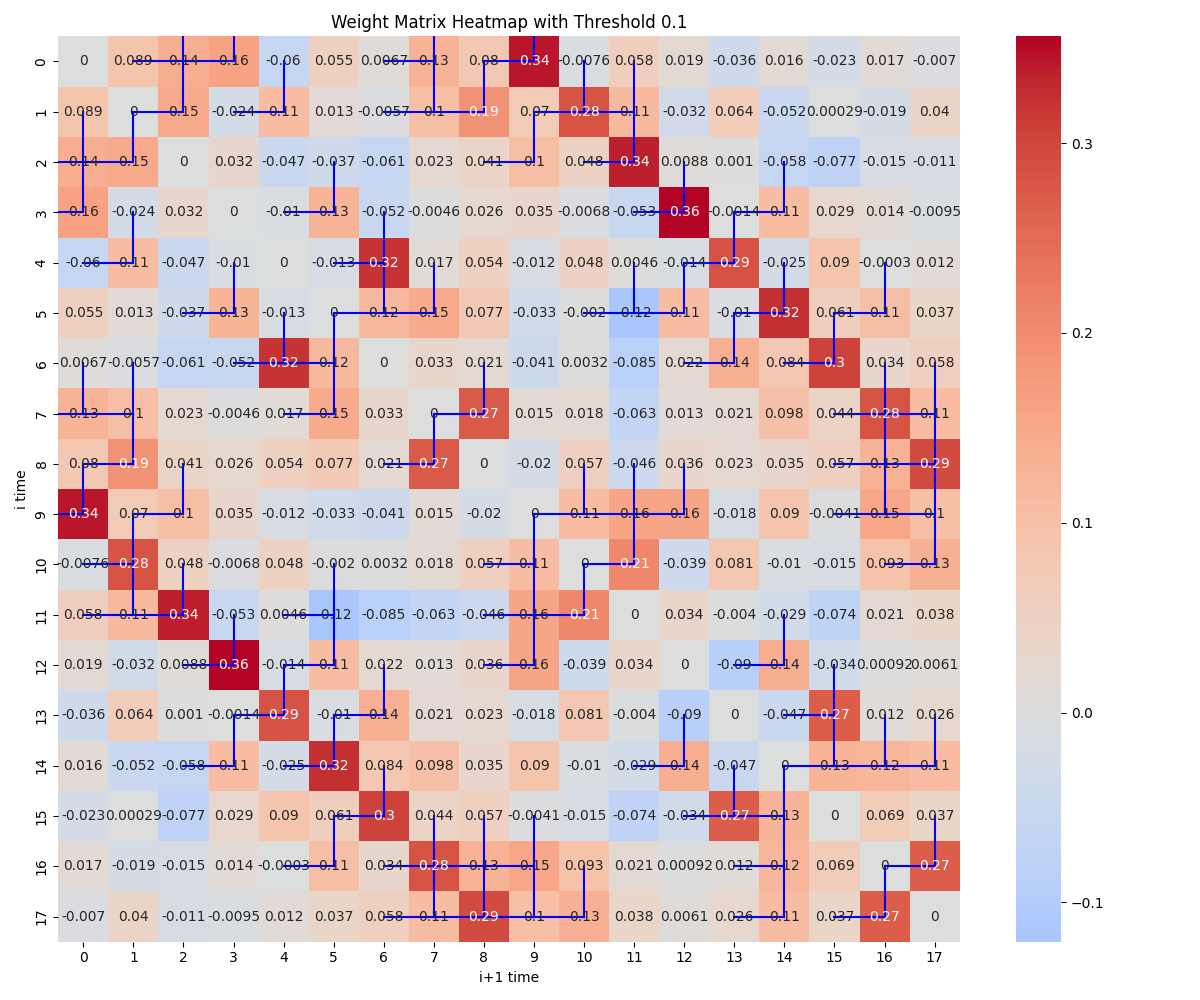 Weight Matrix Heatmap with Threshold 0.1
0 0 0.089 0.14 0.16 -0.06 0.055 0.0067 0.13 0.08 0.34 -0.0076 0.058 0.019 -0.036 0.016 -0.023 0.017 -0.007
1 0.089 0 0.15 -0.024 0.11 0.013 -0.0057 0.1 0.19 0.07 0.28 0.11 -0.032 0.064 -0.052 0.00029 -0.019 0.04
2 0.14 0.15 0 0.032 -0.047 -0.037 -0.061 0.023 0.041 0.1 0.048 0.34 0.0088 0.001 -0.058 -0.077 -0.015 -0.011
3 0.16 -0.024 0.032 0 -0.01 0.13 -0.052 -0.0046 0.026 0.035 -0.0068 -0.053 0.36 -0.0014 0.11 0.029 0.014 -0.0095
4 -0.06 0.11 -0.047 -0.01 0 -0.013 0.32 0.017 0.054 -0.012 0.048 0.0046 -0.014 0.29 -0.025 0.09 -0.0003 0.012
5 0.055 0.013 -0.037 0.13 -0.013 0 0.12 0.15 0.077 -0.033 -0.002 -0.12 0.11 -0.01 0.32 0.061 0.11 0.037
6 0.0067 -0.0057 -0.061 -0.052 0.32 0.12 0 0.033 0.021 -0.041 0.0032 -0.085 0.022 0.14 0.084 0.3 0.034 0.058
7 0.13 0.1 0.023 -0.0046 0.017 0.15 0.033 0 0.27 0.015 0.018 -0.063 0.013 0.021 0.098 0.044 0.28 0.11
8 0.08 0.19 0.041 0.026 0.054 0.077 0.021 0.27 0 -0.02 0.057 -0.046 0.036 0.023 0.035 0.057 0.13 0.29
9 0.34 0.07 0.1 0.035 -0.012 -0.033 -0.041 0.015 -0.02 0 0.11 0.16 0.16 -0.018 0.09 -0.0041 0.15 0.1
10 -0.0076 0.28 0.048 -0.0068 0.048 -0.002 0.0032 0.018 0.057 0.11 0 0.21 -0.039 0.081 -0.01 -0.015 0.093 0.13
11 0.058 0.11 0.34 -0.053 0.0046 -0.12 -0.085 -0.063 -0.046 0.16 0.21 0 0.034 -0.004 -0.029 -0.074 0.021 0.038
12 0.019 -0.032 0.0088 0.36 -0.014 0.11 0.022 0.013 0.036 0.16 -0.039 0.034 0 -0.09 0.14 -0.034 0.00092 0.0061
13 -0.036 0.064 0.001 -0.0014 0.29 -0.01 0.14 0.021 0.023 -0.018 0.081 -0.004 -0.09 0 -0.047 0.27 0.012 0.026
14 0.016 -0.052 -0.058 0.11 -0.025 0.32 0.084 0.098 0.035 0.09 -0.01 -0.029 0.14 -0.047 0 0.13 0.12 0.11
15 -0.023 0.00029 -0.077 0.029 0.09 0.061 0.3 0.044 0.057 -0.0041 -0.015 -0.074 -0.034 0.27 0.13 0 0.069 0.037
16 0.017 -0.019 -0.015 0.014 -0.0003 0.11 0.034 0.28 0.13 0.15 0.093 0.021 0.00092 0.012 0.12 0.069 0 0.27
17 -0.007 0.04 -0.011 -0.0095 0.012 0.037 0.058 0.11 0.29 0.1 0.13 0.038 0.0061 0.026 0.11 0.037 0.27 0
0 1 2 3 4 5 6 7 8 9 10 11 12 13 14 15 16 17
i+1 time
i time
0.3
0.2
0.1
0.0
−0.1